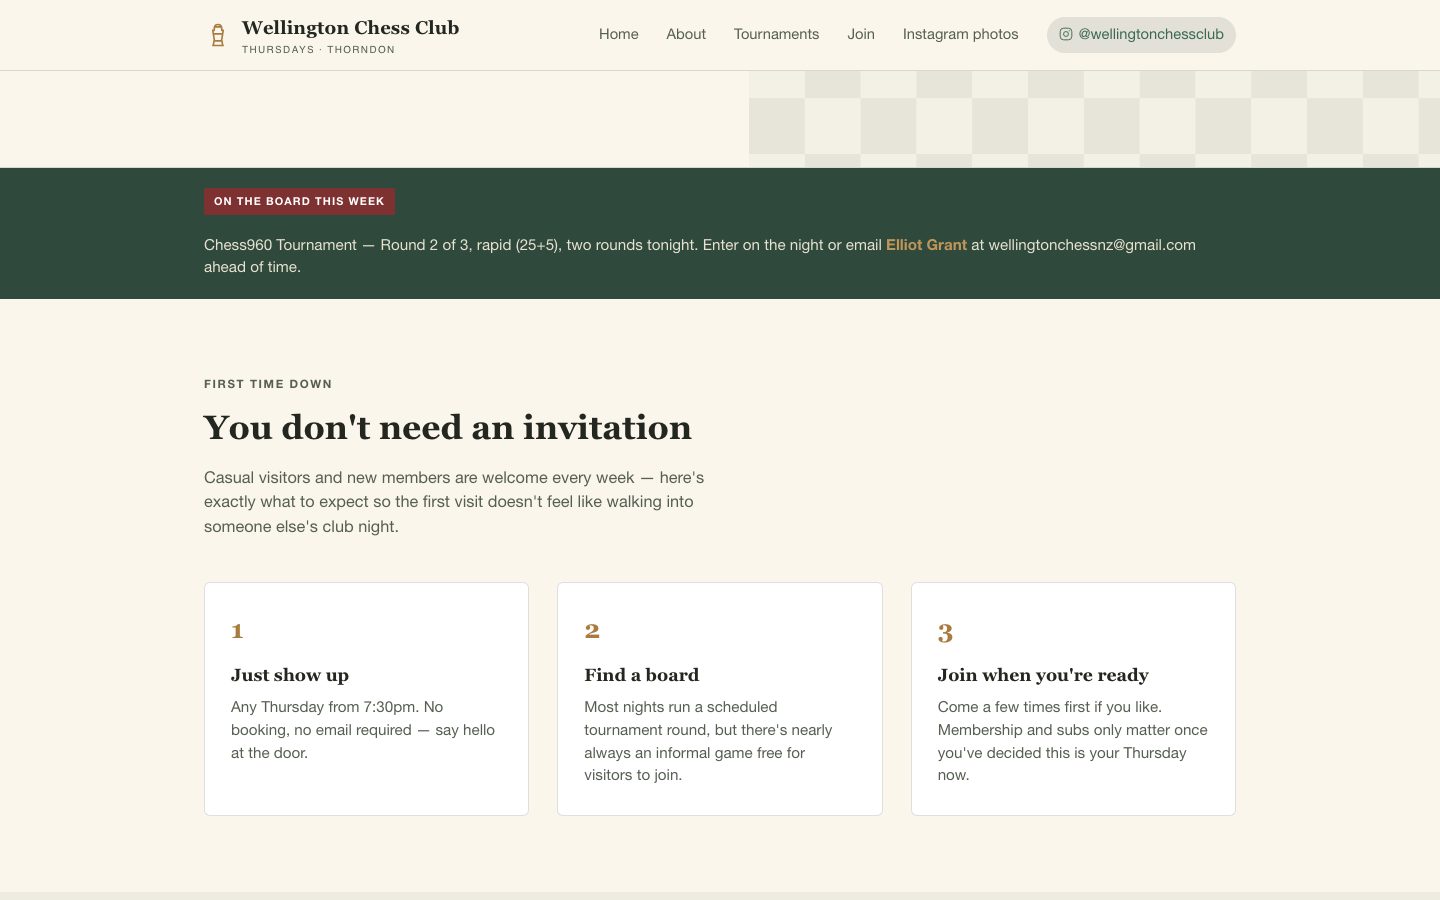 Wellington Chess Club
THURSDAYS · THORNDON
Home About Tournaments Join Instagram photos @wellingtonchessclub
ON THE BOARD THIS WEEK
Chess960 Tournament — Round 2 of 3, rapid (25+5), two rounds tonight. Enter on the night or email Elliot Grant at wellingtonchessnz@gmail.com
ahead of time.
FIRST TIME DOWN
You don't need an invitation
Casual visitors and new members are welcome every week — here's
exactly what to expect so the first visit doesn't feel like walking into
someone else's club night.
1
Just show up
Any Thursday from 7:30pm. No
booking, no email required — say hello
at the door.
2
Find a board
Most nights run a scheduled
tournament round, but there's nearly
always an informal game free for
visitors to join.
3
Join when you're ready
Come a few times first if you like.
Membership and subs only matter once
you've decided this is your Thursday
now.